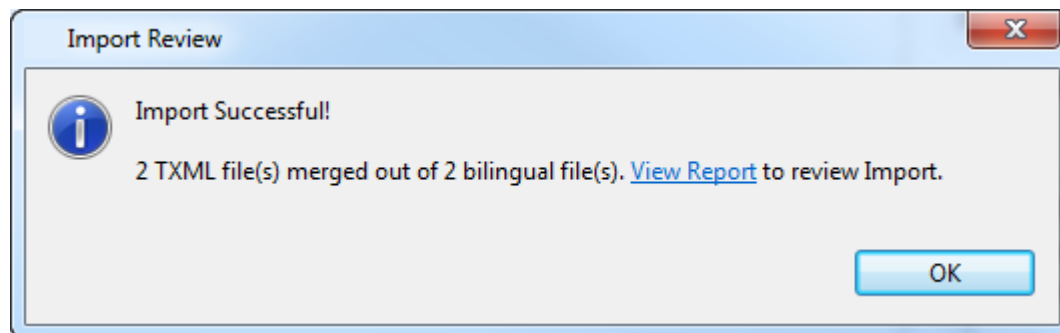 Import Review
Import Successful!
2 TXML file(s) merged out of 2 bilingual file(s). View Report to review Import.
OK